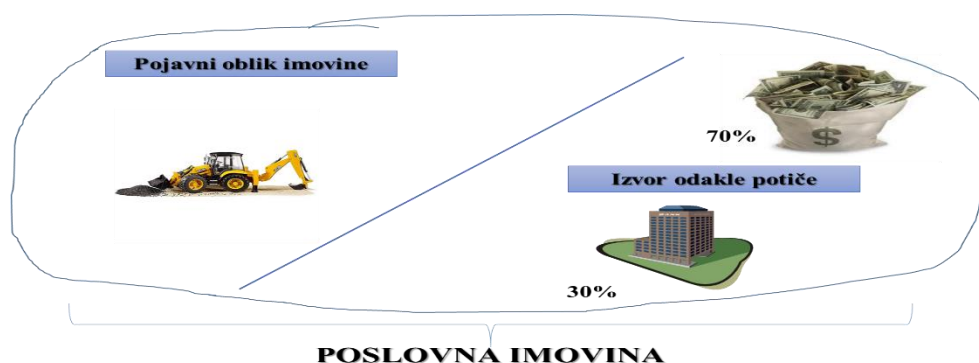 Pojavni oblik imovine
$
70%
Izvor odakle potiče
30%
POSLOVNA IMOVINA